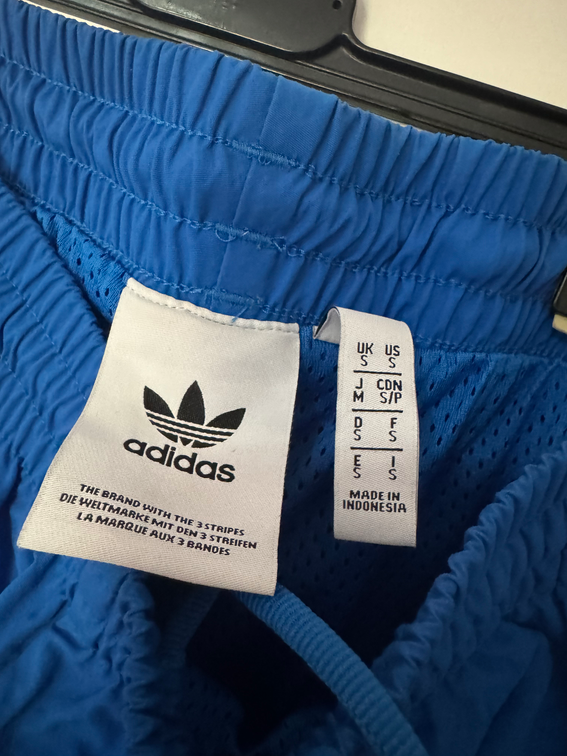 adidas
THE BRAND WITH THE 3 STRIPES
DIE WELTMARKE MIT DEN 3 STREIFEN
LA MARQUE AUX 3 BANDES
UK US
S S
J CDN
M S/P
D F
S S
E I
S S
MADE IN
INDONESIA